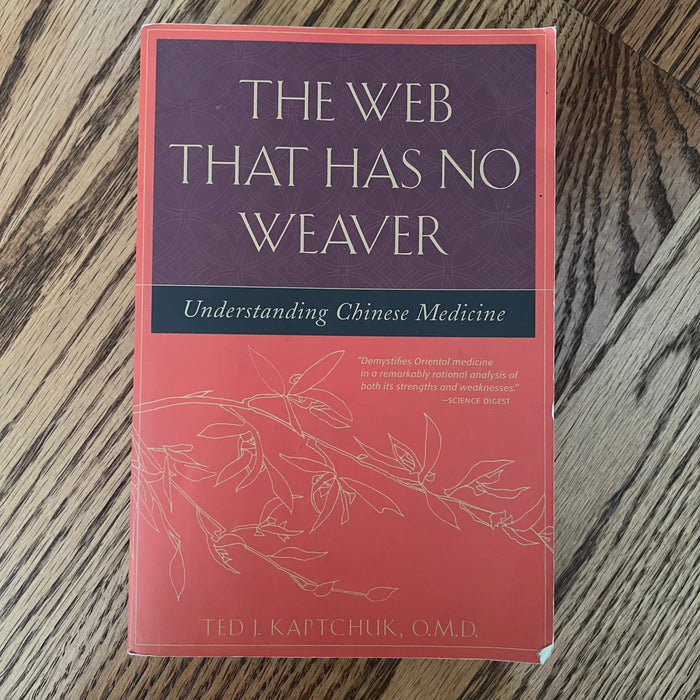 THE WEB
THAT HAS NO
WEAVER
Understanding Chinese Medicine
"Demystifies Oriental medicine
in a remarkably rational analysis of
both its strengths and weaknesses."
—SCIENCE DIGEST
TED J. KAPTCHUK, O.M.D.